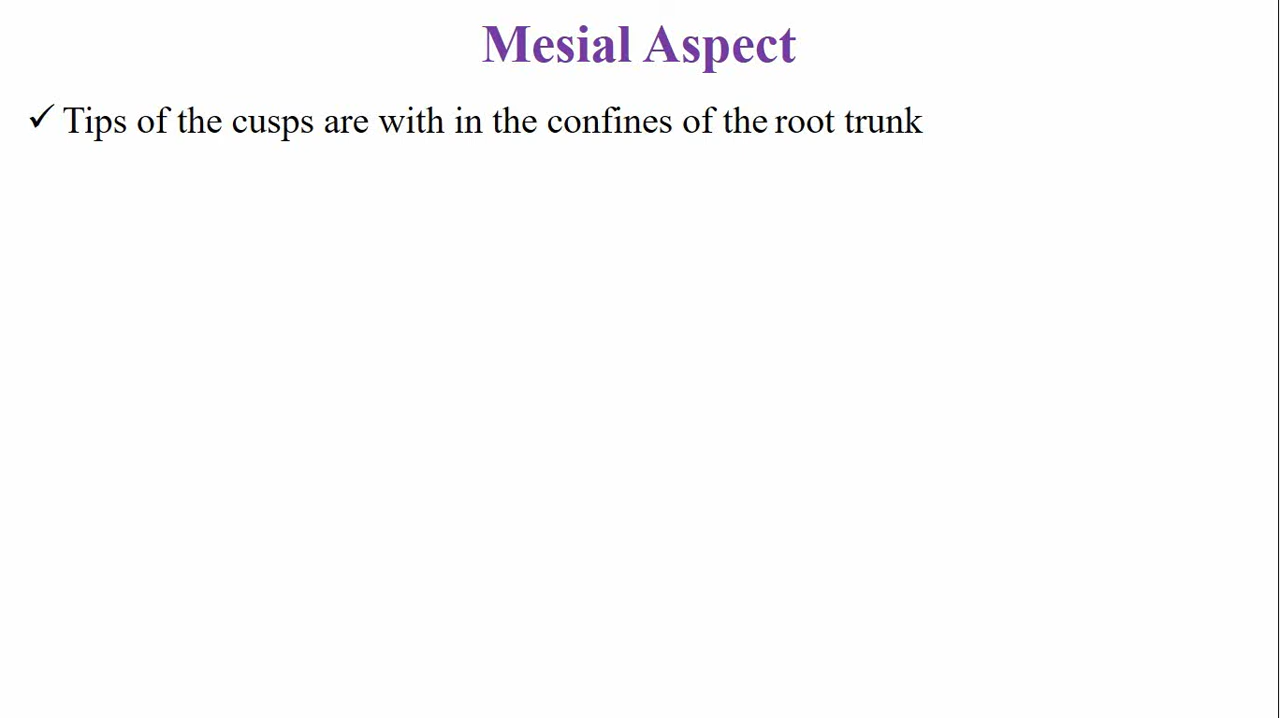 Mesial Aspect
✓ Tips of the cusps are with in the confines of the root trunk